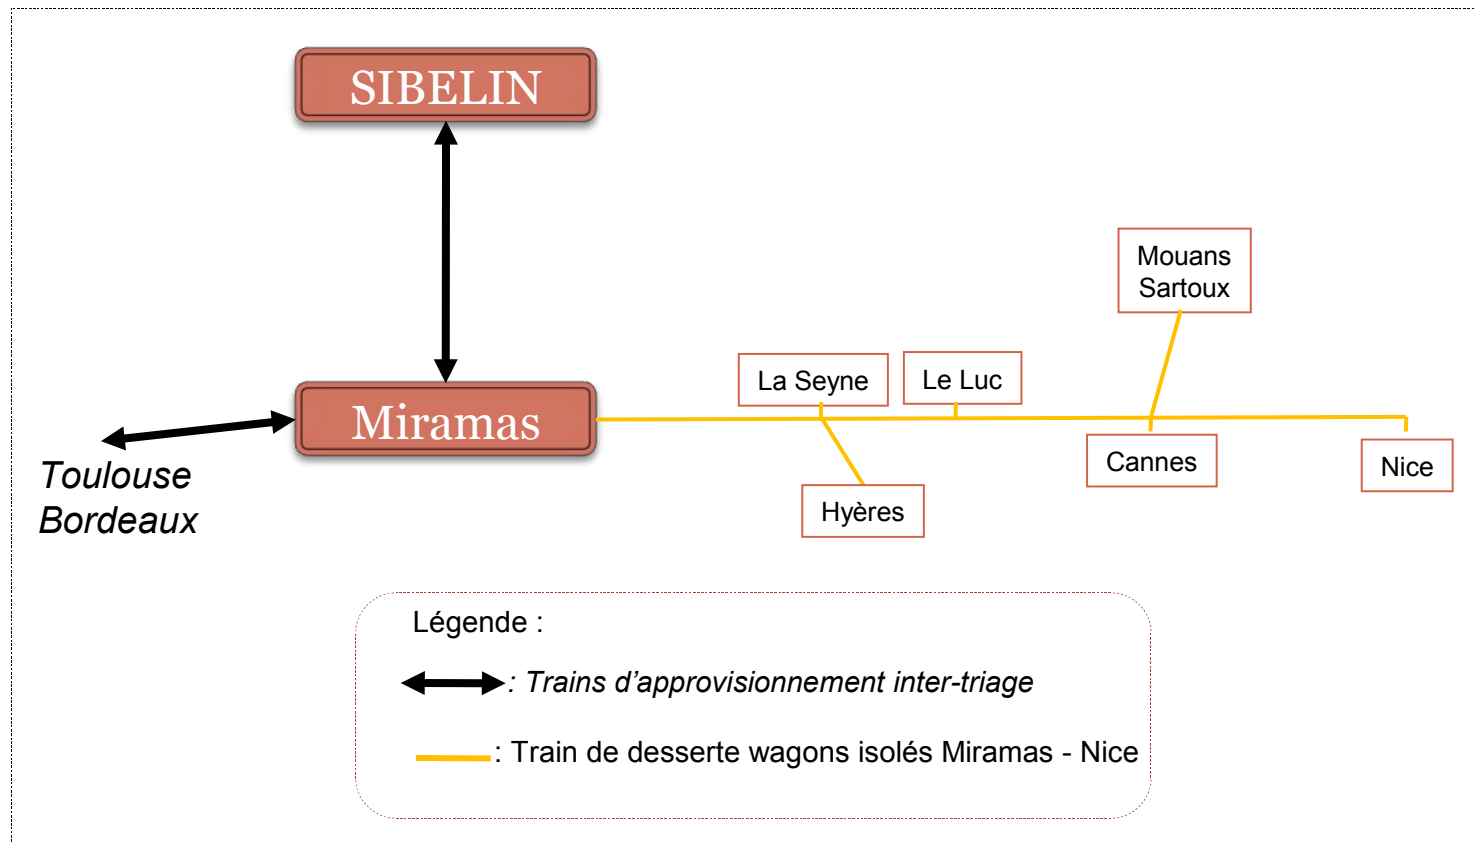 SIBELIN
Mouans
Sartoux
La Seyne
Le Luc
Miramas
Cannes
Nice
Toulouse
Bordeaux
Hyères
Légende :
: Trains d’approvisionnement inter-triage
: Train de desserte wagons isolés Miramas - Nice